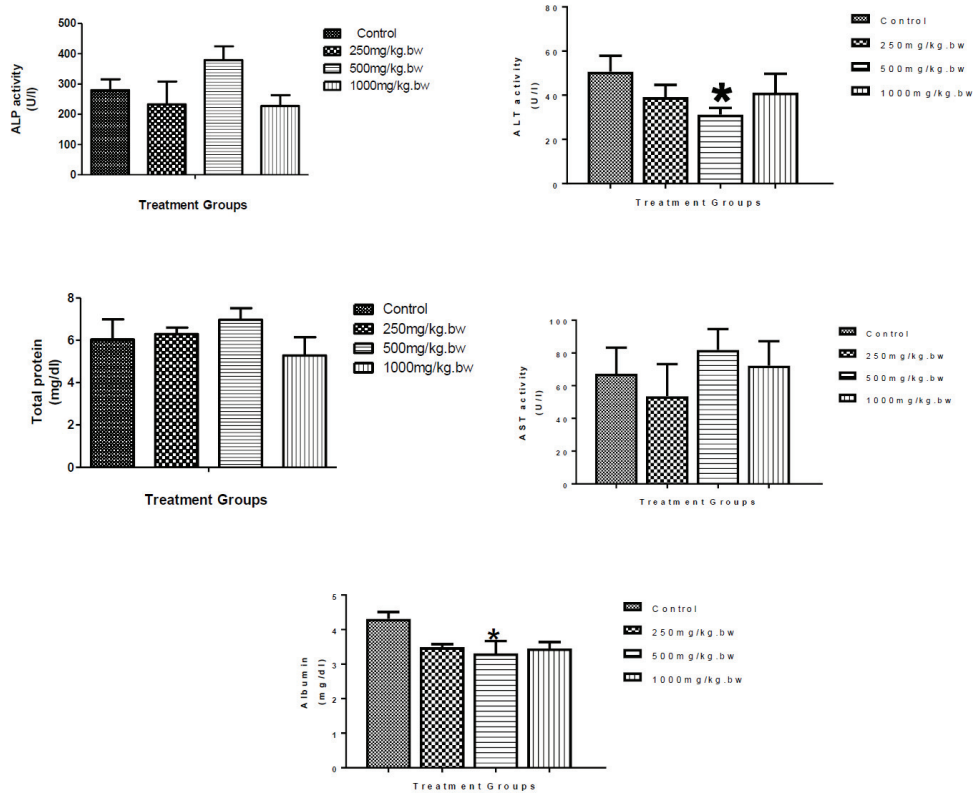 500
400
300
200
100
0
ALP activity
(U/l)
Treatment Groups
Control
250mg/kg.bw
500mg/kg.bw
1000mg/kg.bw
80
60
40
20
0
ALT activity
(U/l)
*
Treatment Groups
Control
250mg/kg.bw
500mg/kg.bw
1000mg/kg.bw
8
6
4
2
0
Total protein
(mg/dl)
Treatment Groups
Control
250mg/kg.bw
500mg/kg.bw
1000mg/kg.bw
100
80
60
40
20
0
AST activity
(U/l)
Treatment Groups
Control
250mg/kg.bw
500mg/kg.bw
1000mg/kg.bw
5
4
3
2
1
0
Albumin
(mg/dl)
*
Treatment Groups
Control
250mg/kg.bw
500mg/kg.bw
1000mg/kg.bw